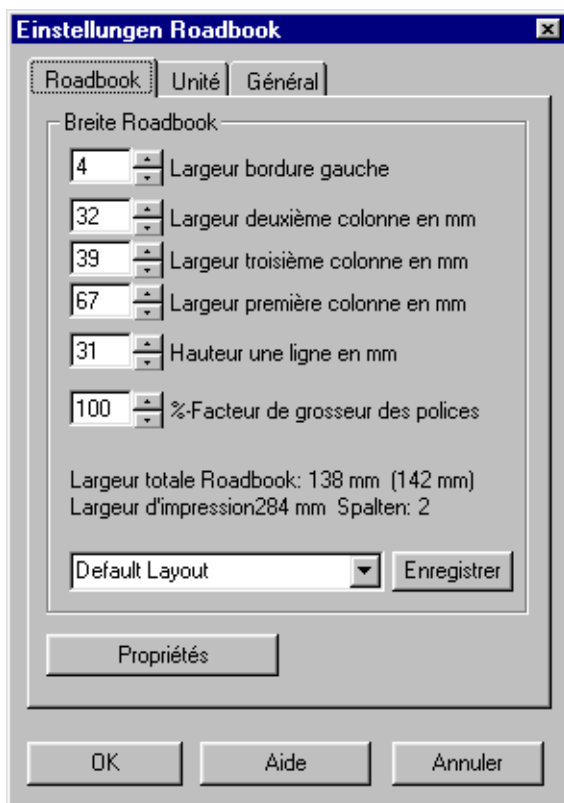 Einstellungen Roadbook
Roadbook Unité Général
Breite Roadbook
4 Largeur bordure gauche
32 Largeur deuxième colonne en mm
39 Largeur troisième colonne en mm
67 Largeur première colonne en mm
31 Hauteur une ligne en mm
100 %-Facteur de grosseur des polices
Largeur totale Roadbook: 138 mm (142 mm)
Largeur d'impression284 mm Spalten: 2
Default Layout Enregistrer
Propriétés
OK Aide Annuler